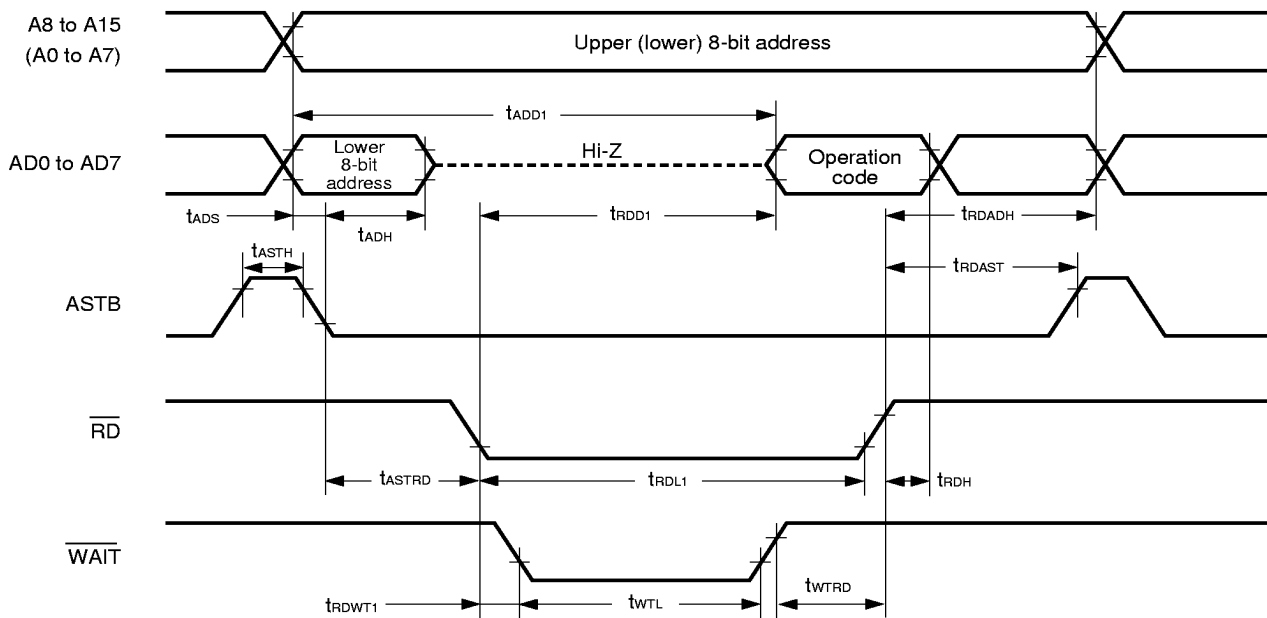 A8 to A15
(A0 to A7)
Upper (lower) 8-bit address
tADD1
AD0 to AD7
Lower
8-bit
address
Hi-Z
Operation
code
tADS
tADH
tRDD1
tRDADH
tASTH
tRDAST
ASTB
RD
tASTRD
tRDL1
tRDH
WAIT
tRDWT1
tWTL
tWTRD